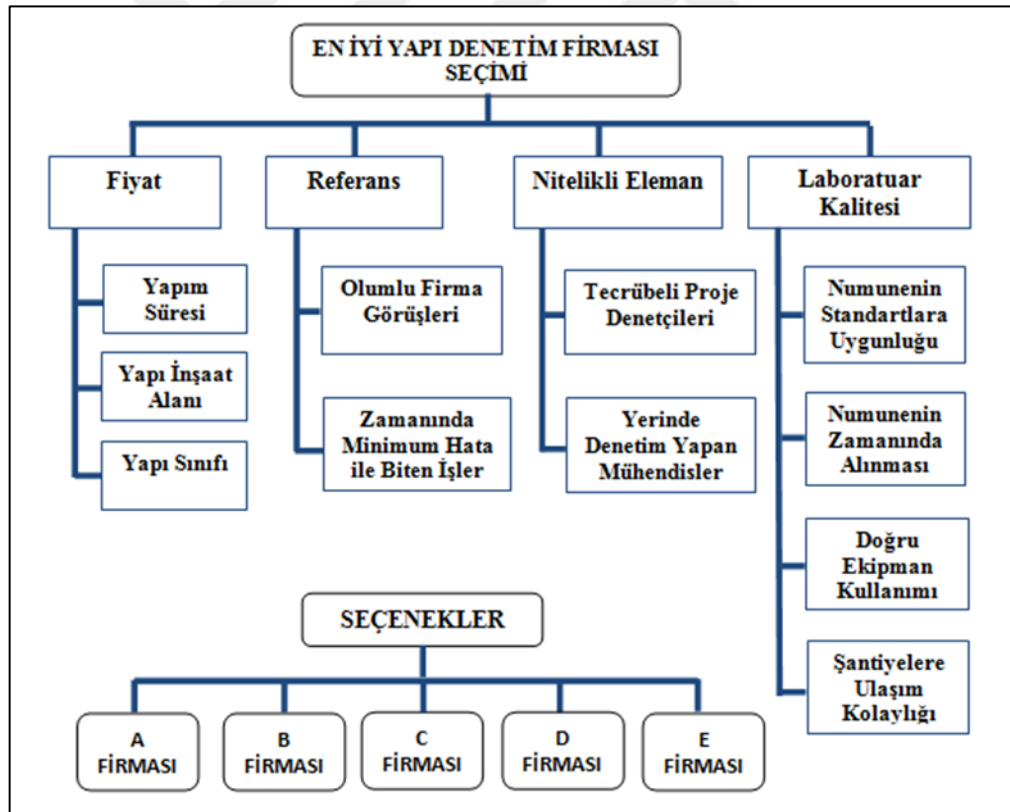 EN İYİ YAPI DENETİM FİRMASI
SEÇİMİ
Fiyat
Yapım
Süresi
Yapı İnşaat
Alanı
Yapı Sınıfı
Referans
Olumlu Firma
Görüşleri
Zamanında
Minimum Hata
ile Biten İşler
Nitelikli Eleman
Tecrübeli Proje
Denetçileri
Yerinde
Denetim Yapan
Mühendisler
Laboratuar
Kalitesi
Numunenin
Standartlara
Uygunluğu
Numunenin
Zamanında
Alınması
Doğru
Ekipman
Kullanımı
Şantiyelere
Ulaşım
Kolaylığı
SEÇENEKLER
A
FİRMASI
B
FİRMASI
C
FİRMASI
D
FİRMASI
E
FİRMASI